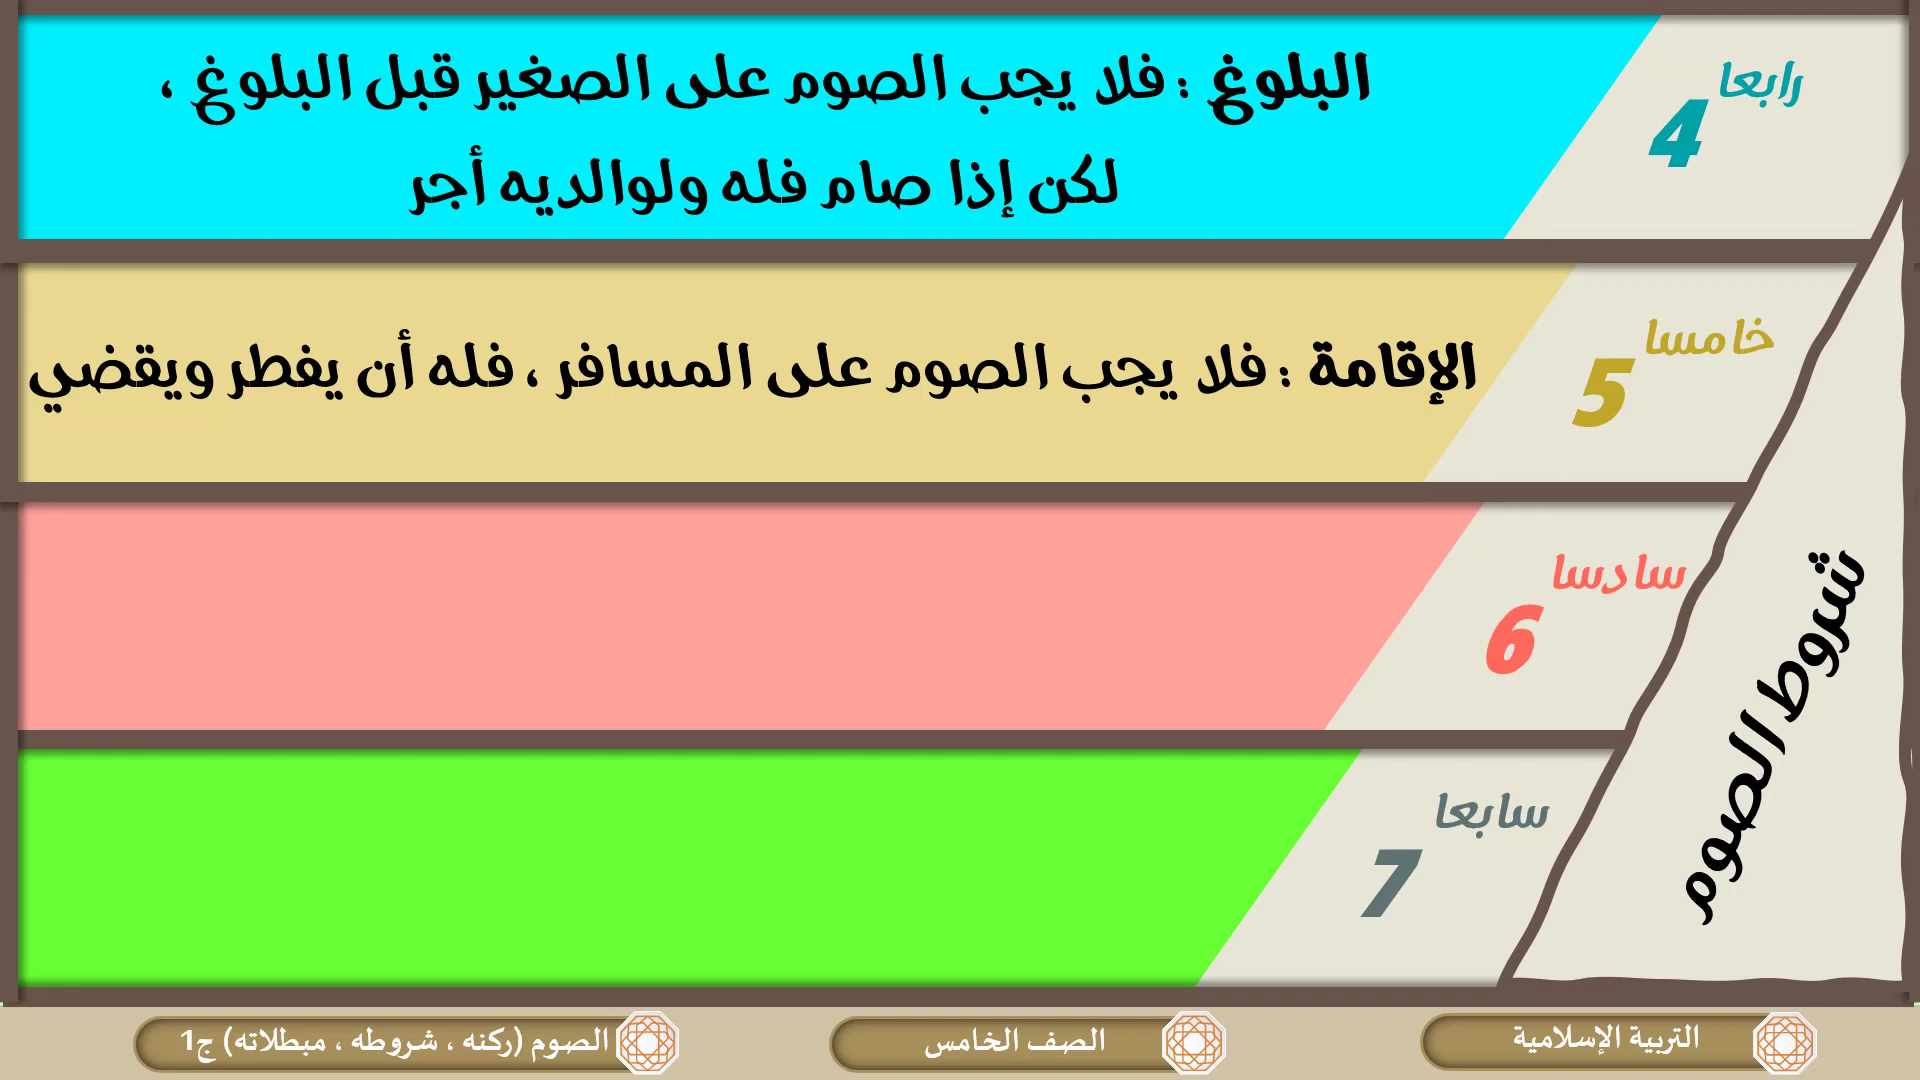 رابعا
4
البلوغ : فلا يجب الصوم على الصغير قبل البلوغ ،
لكن إذا صام فله ولوالديه أجر
خامسا
5
الإقامة : فلا يجب الصوم على المسافر ، فله أن يفطر ويقضي
سادسا
6
سابعا
7
شروط الصوم
التربية الإسلامية
الصف الخامس
الصوم (ركنه ، شروطه ، مبطلاته) ج1